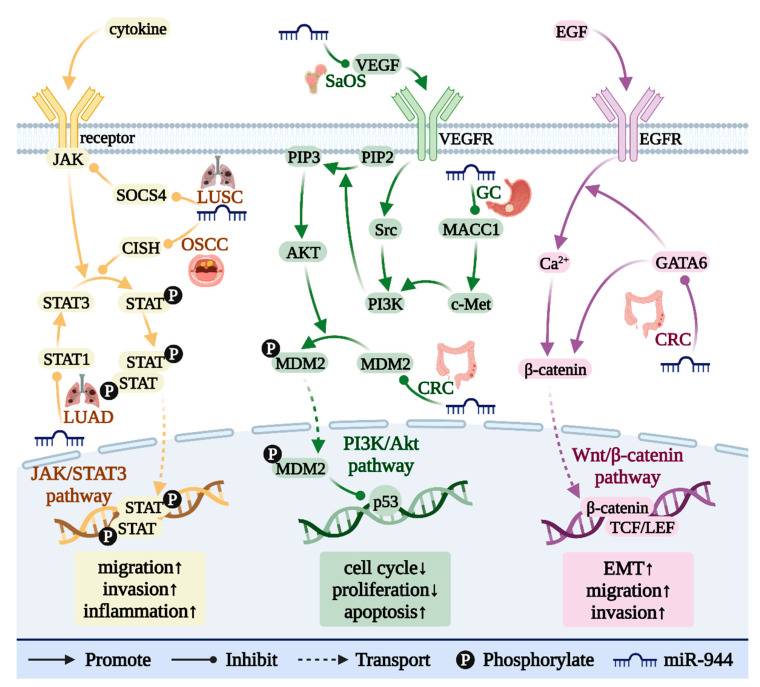 cytokine
EGF
VEGF
SaOS
receptor
VEGFR
EGFR
JAK
PIP3
PIP2
SOCS4
LUSC
GC
Src
MACC1
CISH
OSCC
AKT
Ca2+
GATA6
STAT3
STAT
P
PI3K
c-Met
CRC
STAT1
STAT
P
P
STAT
P
MDM2
MDM2
CRC
β-catenin
LUAD
JAK/STAT3
pathway
PI3K/Akt
pathway
Wnt/β-catenin
pathway
P
MDM2
p53
STAT
P
P
STAT
β-catenin
TCF/LEF
migration↑
invasion↑
inflammation↑
cell cycle↓
proliferation↓
apoptosis↑
EMT↑
migration↑
invasion↑
Promote
Inhibit
Transport
P Phosphorylate
miR-944